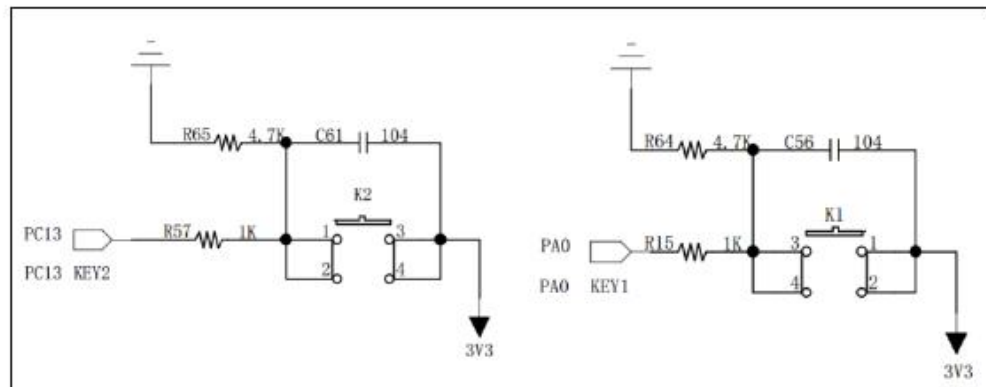 R65 4.7K C61 104
K2
PC13 R57 1K 1 3
PC13 KEY2 2 4
3V3
R64 4.7K C56 104
K1
PA0 R15 1K 3 1
PA0 KEY1 4 2
3V3